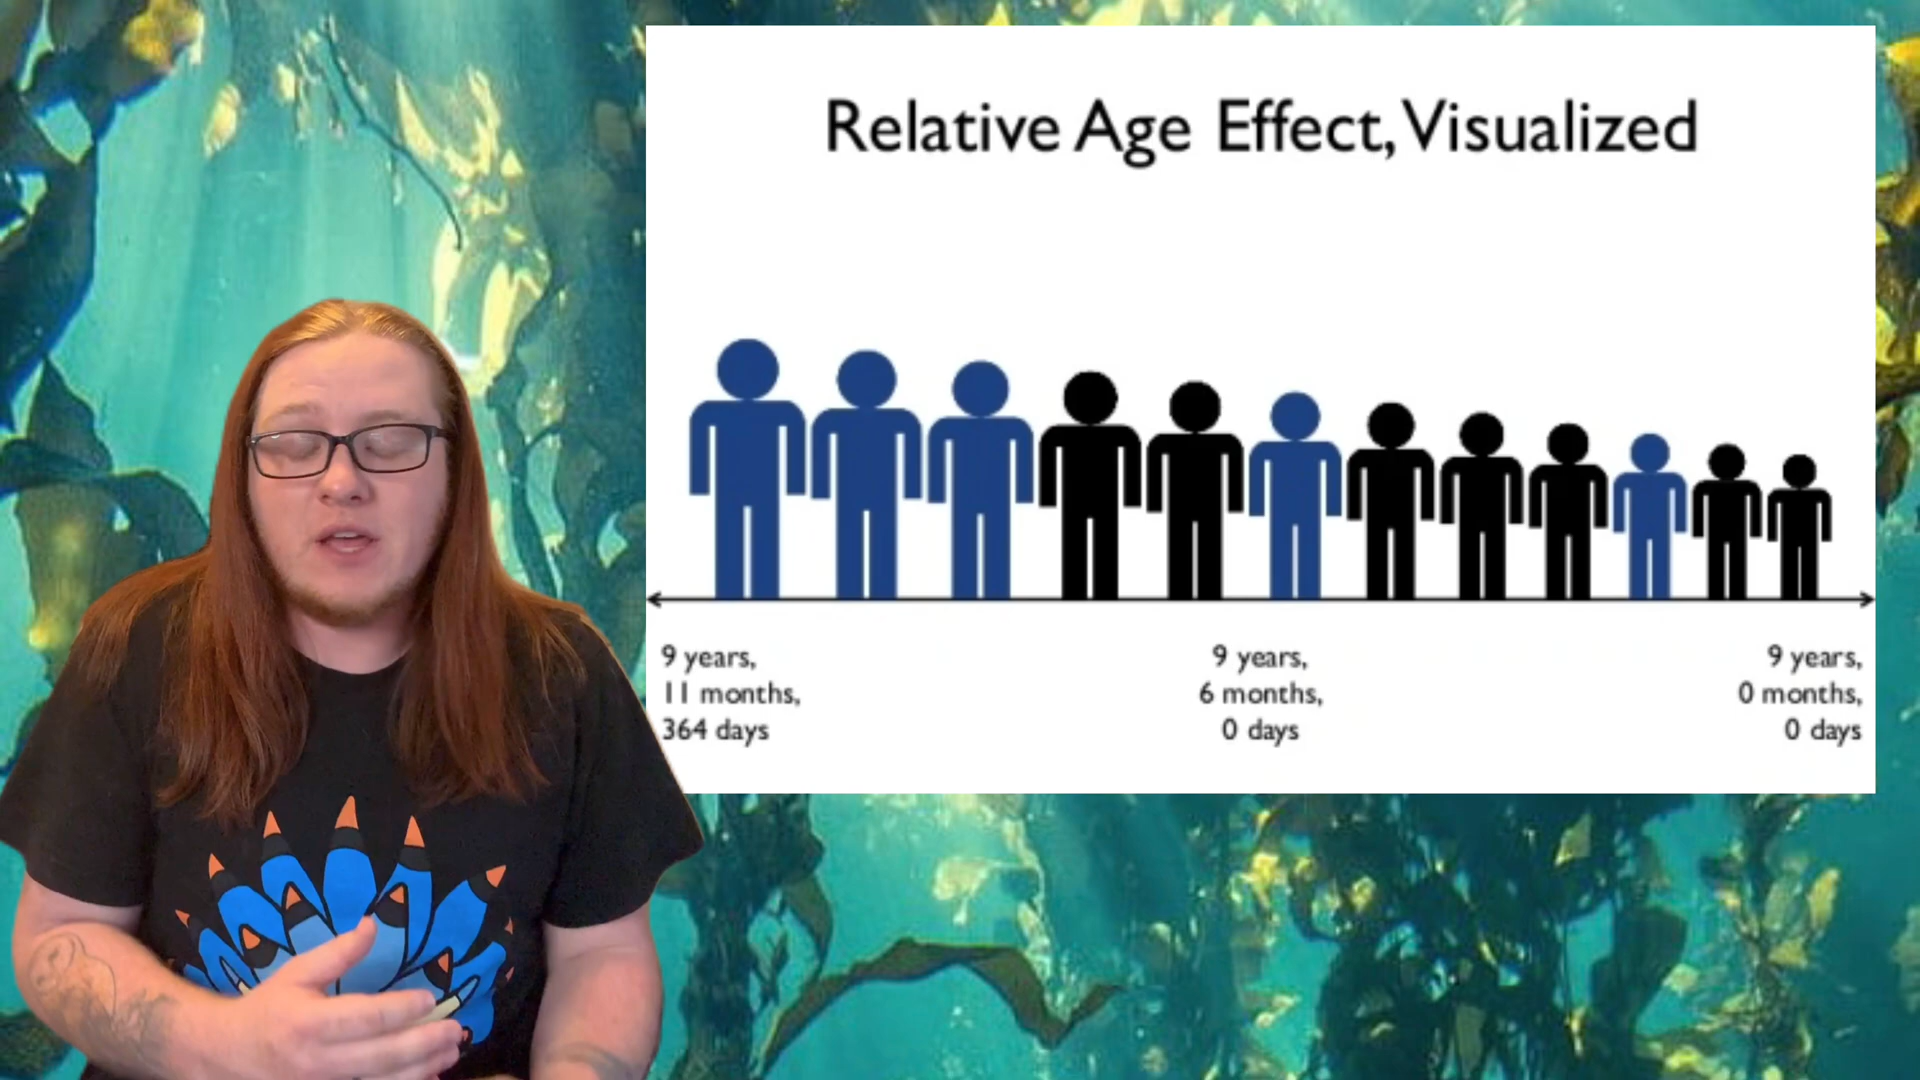 Relative Age Effect, Visualized
9 years,
11 months,
364 days
9 years,
6 months,
0 days
9 years,
0 months,
0 days